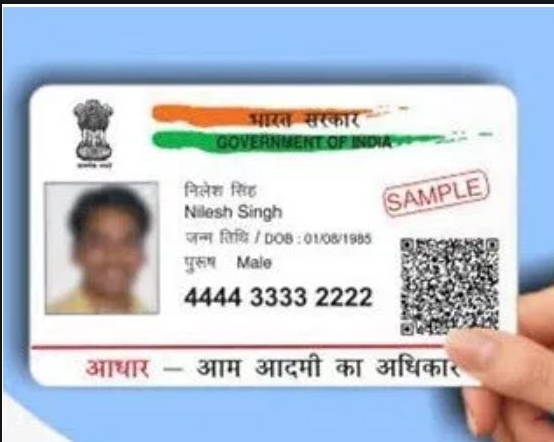 भारत सरकार
GOVERNMENT OF INDIA
निलेश सिंह
Nilesh Singh
SAMPLE
जन्म तिथि / DOB : 01/08/1985
पुरूष Male
4444 3333 2222
आधार – आम आदमी का अधिकार